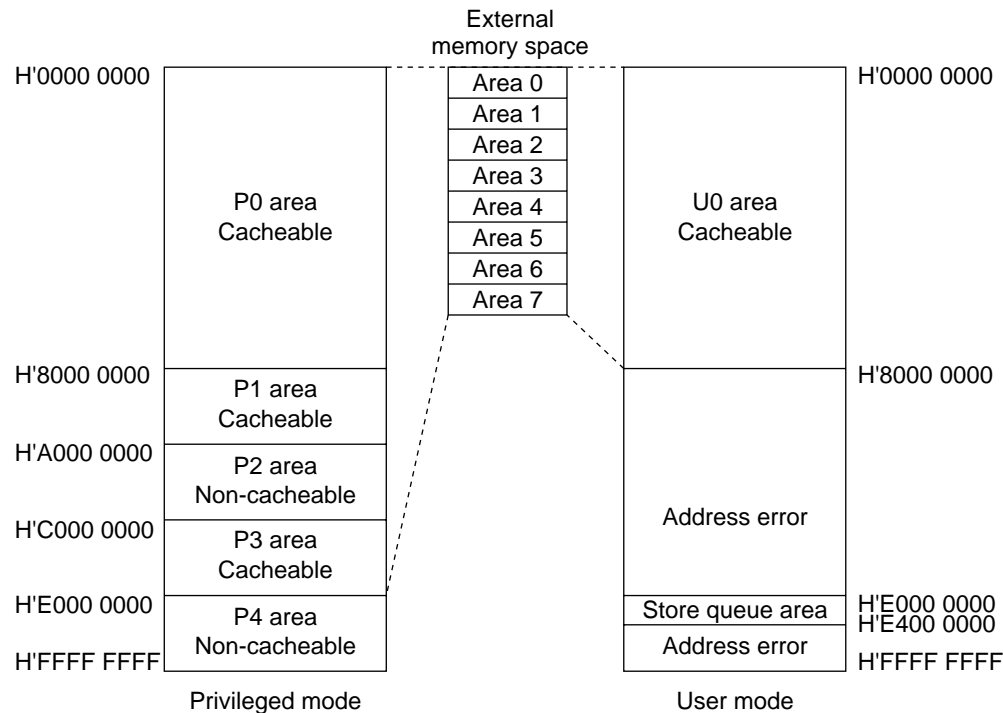 External
memory space
H'0000 0000
Area 0
H'0000 0000
Area 1
Area 2
Area 3
P0 area
Cacheable
Area 4
U0 area
Cacheable
Area 5
Area 6
Area 7
H'8000 0000
P1 area
Cacheable
H'8000 0000
H'A000 0000
P2 area
Non-cacheable
H'C000 0000
P3 area
Cacheable
Address error
H'E000 0000
P4 area
Non-cacheable
Store queue area
H'E000 0000
H'E400 0000
Address error
H'FFFF FFFF
H'FFFF FFFF
Privileged mode
User mode